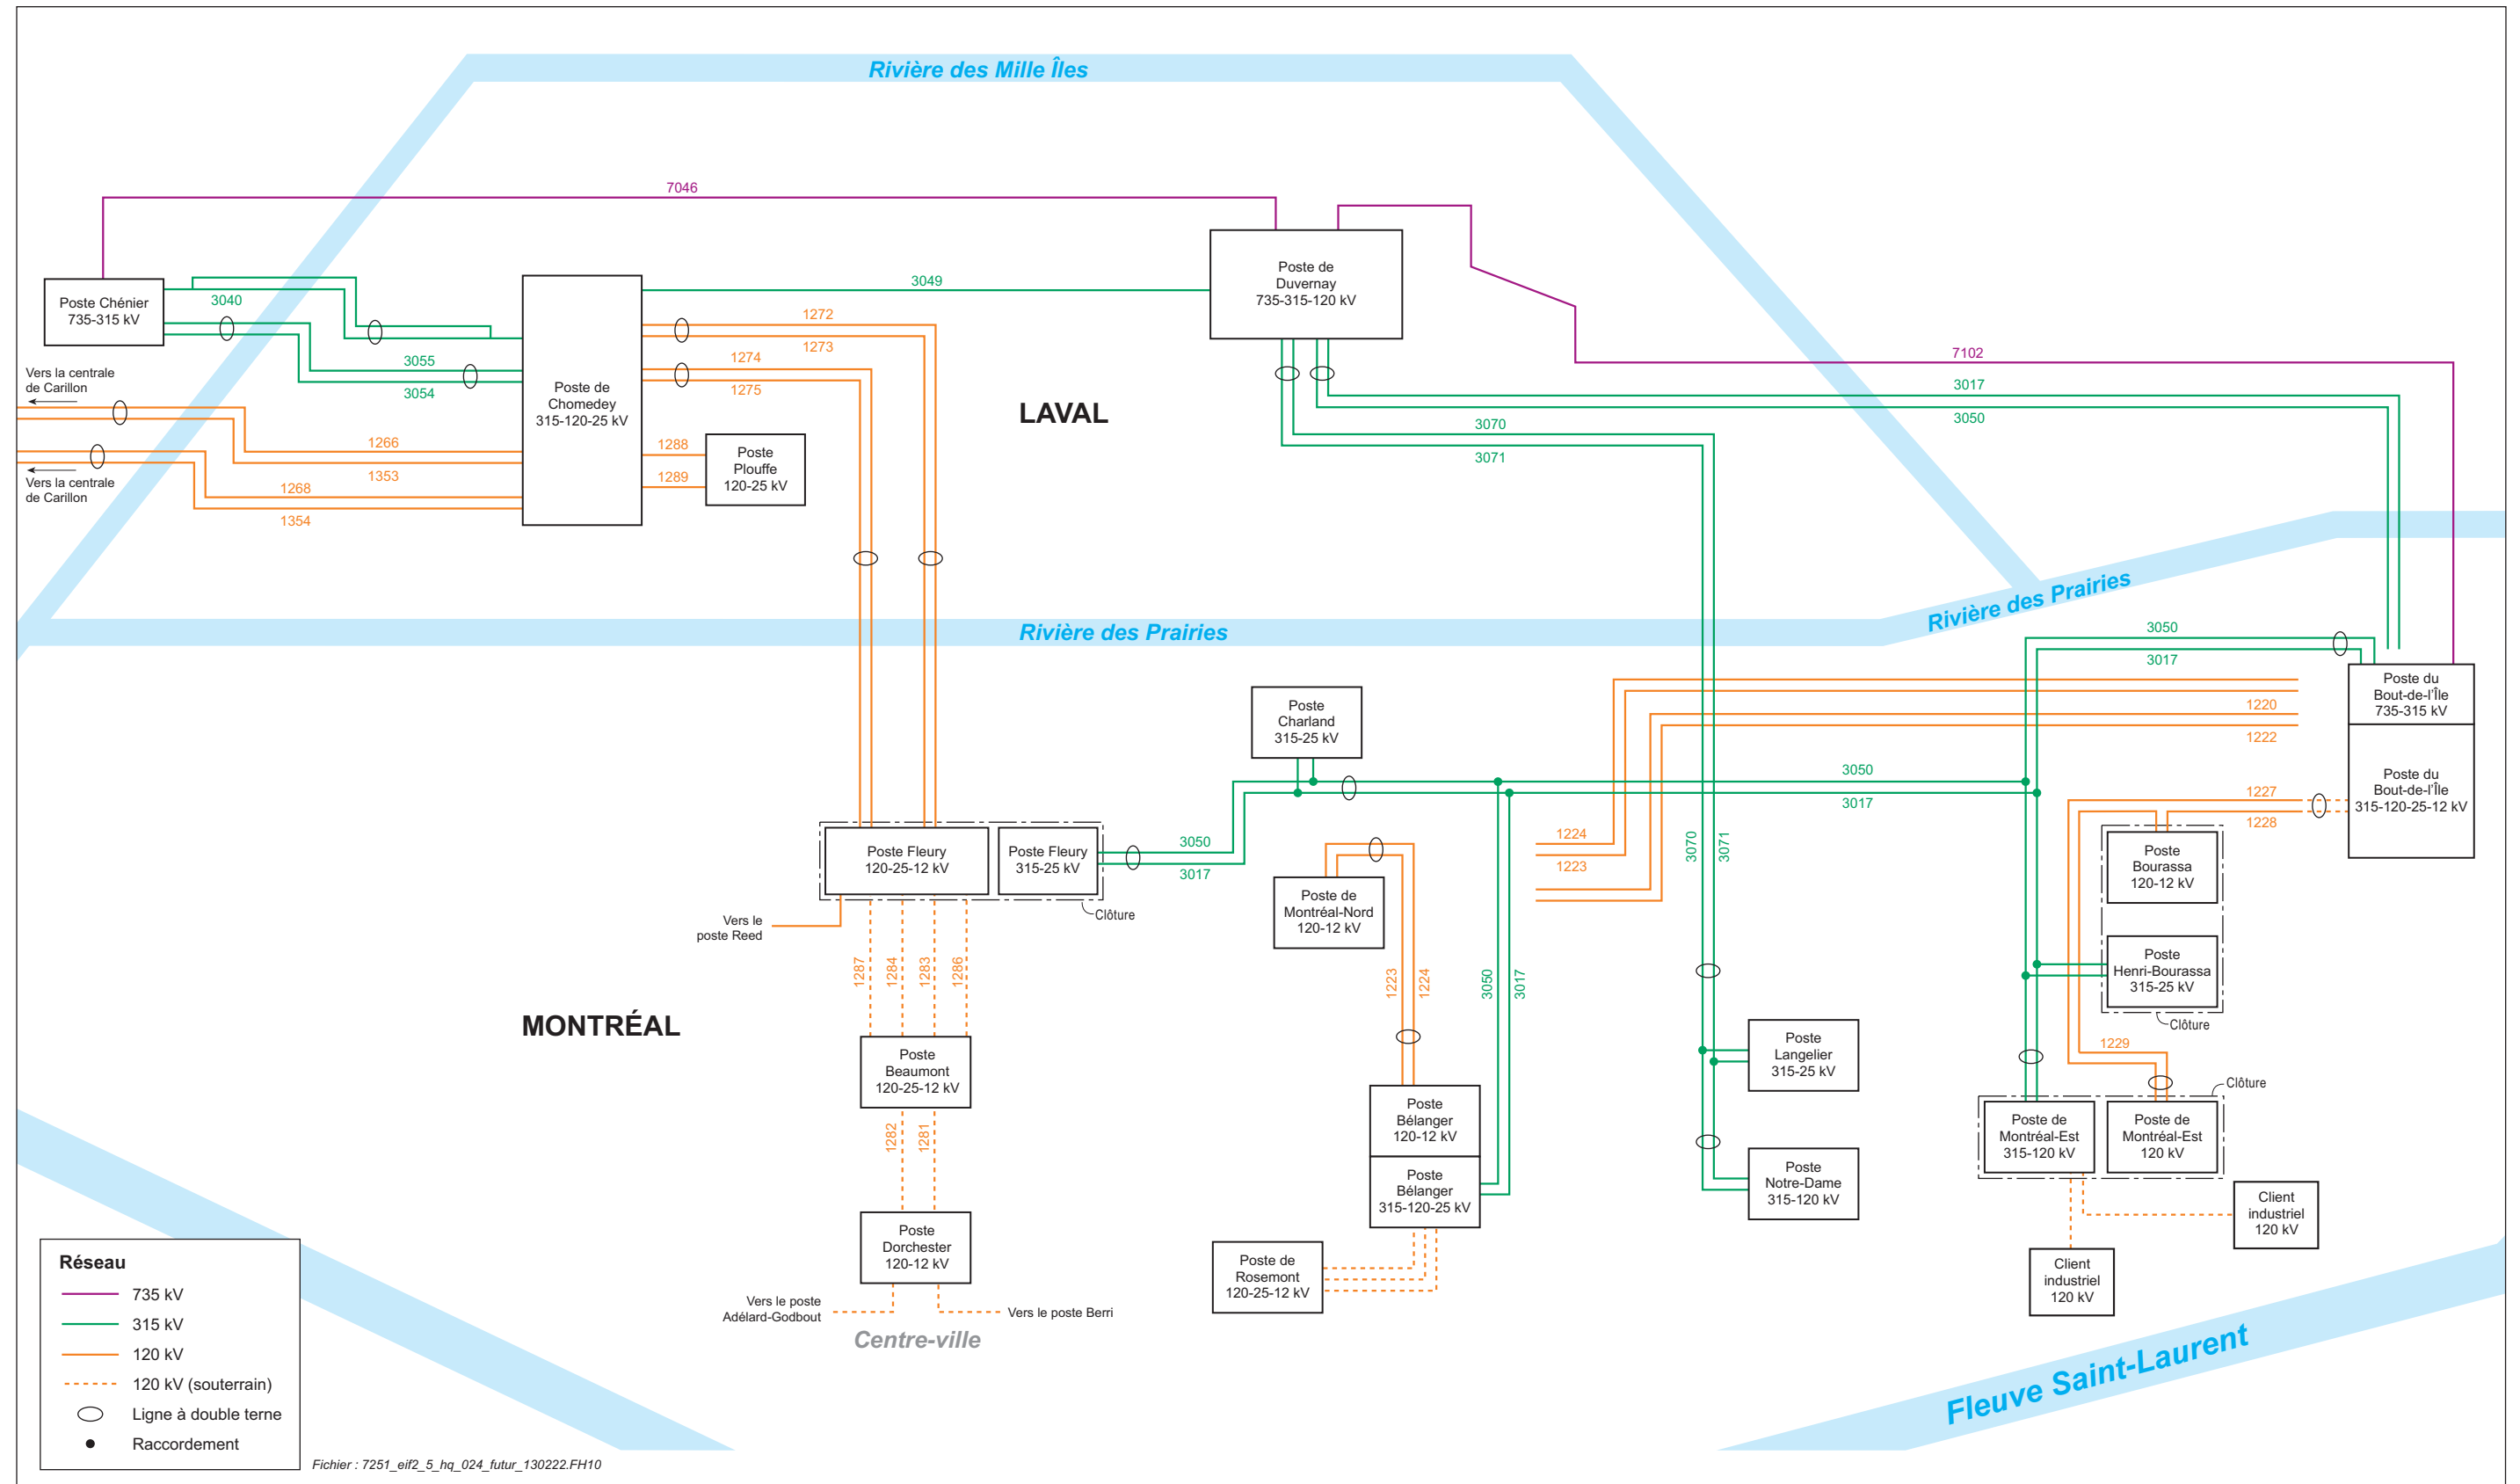 Rivière des Mille Îles
7046
Poste de
Duvernay
735-315-120 kV
Poste Chénier
735-315 kV
3040
3049
1272
1273
1274
1275
7102
3017
3050
3055
3054
Vers la centrale
de Carillon
Poste de
Chomedey
315-120-25 kV
LAVAL
3070
3071
1266
1353
1288
1289
Poste
Plouffe
120-25 kV
Vers la centrale
de Carillon
1268
1354
Rivière des Prairies
Rivière des Prairies
3050
3017
Poste du
Bout-de-l'Île
735-315 kV
1220
1222
Poste
Charland
315-25 kV
3050
3017
Poste du
Bout-de-l'Île
315-120-25-12 kV
1227
1228
Poste Fleury
120-25-12 kV
Poste Fleury
315-25 kV
3050
3017
Clôture
1224
1223
3070
3071
Poste
Bourassa
120-12 kV
Vers le
poste Reed
Poste de
Montréal-Nord
120-12 kV
1287
1284
1283
1286
1223
1224
3050
3017
Poste
Henri-Bourassa
315-25 kV
Clôture
MONTRÉAL
Poste
Beaumont
120-25-12 kV
Poste
Langelier
315-25 kV
1229
Clôture
1282
1281
Poste
Bélanger
120-12 kV
Poste
Bélanger
315-120-25 kV
Poste
Notre-Dame
315-120 kV
Poste de
Montréal-Est
315-120 kV
Poste de
Montréal-Est
120 kV
Client
industriel
120 kV
Client
industriel
120 kV
Poste
Dorchester
120-12 kV
Poste de
Rosemont
120-25-12 kV
Vers le poste
Adélard-Godbout
Vers le poste Berri
Centre-ville
Fleuve Saint-Laurent
Réseau
735 kV
315 kV
120 kV
120 kV (souterrain)
Ligne à double terne
Raccordement
Fichier : 7251_eif2_5_hq_024_futur_130222.FH10